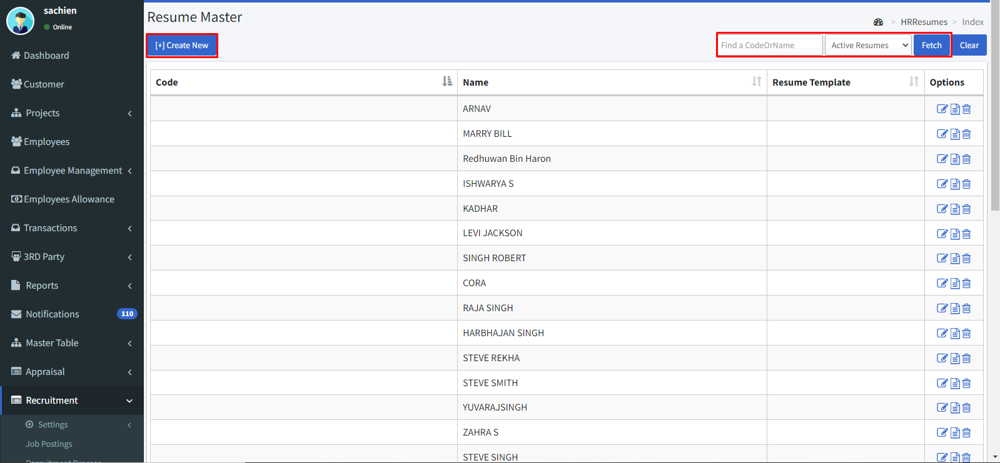 sachien
Online
Dashboard
Customer
Projects
Employees
Employee Management
Employees Allowance
Transactions
3RD Party
Reports
Notifications 110
Master Table
Appraisal
Recruitment
Settings
Job Postings
Recruitment Process
Resume Master
> HRResumes > Index
[+] Create New
Find a CodeOrName Active Resumes Fetch Clear
Code Name Resume Template Options
ARNAV
MARRY BILL
Redhuwan Bin Haron
ISHWARYA S
KADHAR
LEVI JACKSON
SINGH ROBERT
CORA
RAJA SINGH
HARBHAJAN SINGH
STEVE REKHA
STEVE SMITH
YUVARAJSINGH
ZAHRA S
STEVE SINGH